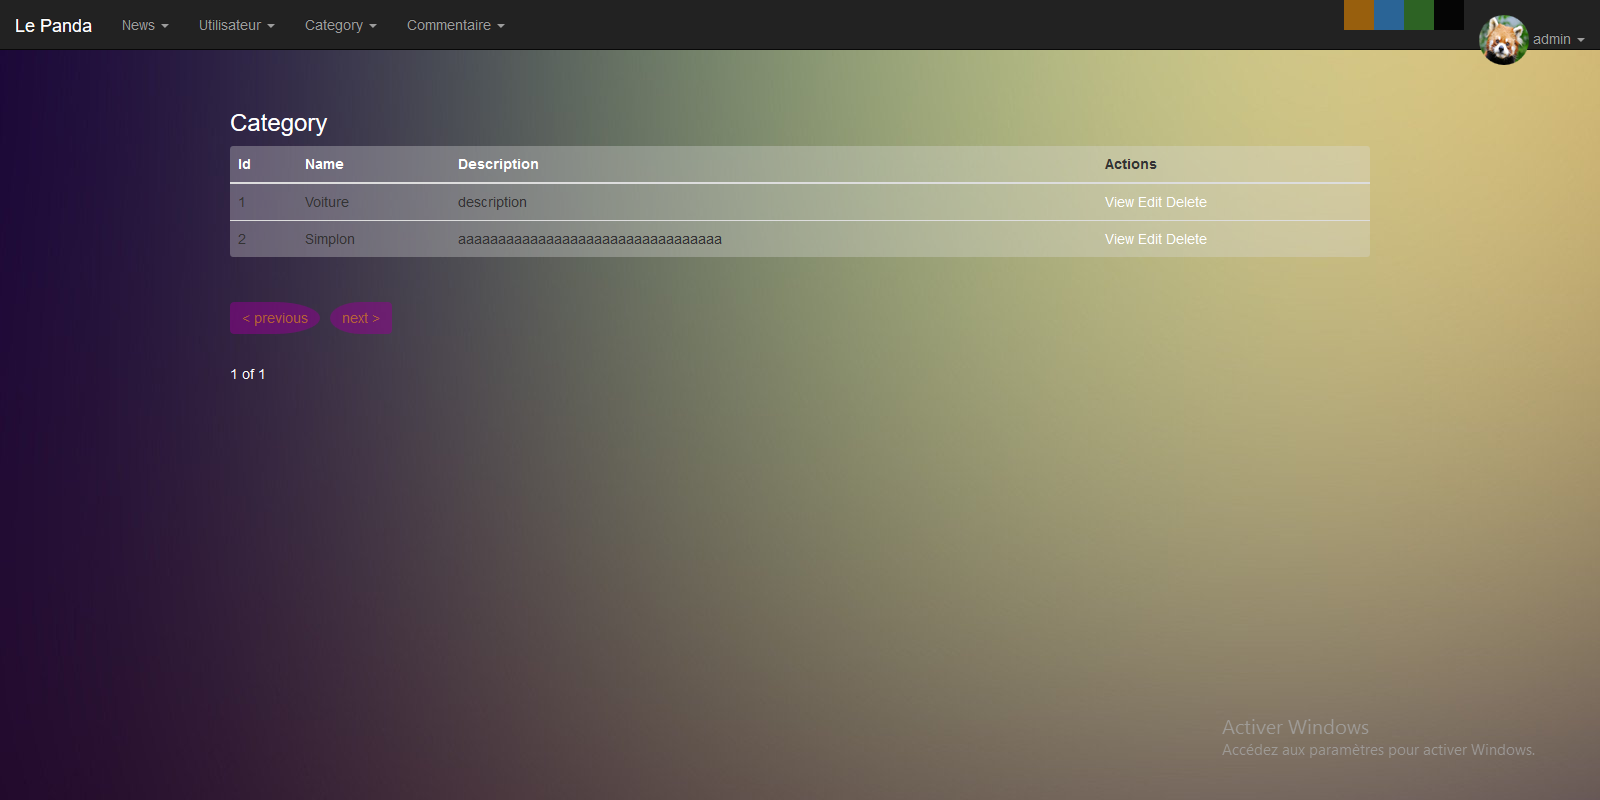 Le Panda News Utilisateur Category Commentaire admin
Category
Id Name Description Actions
1 Voiture description View Edit Delete
2 Simplon aaaaaaaaaaaaaaaaaaaaaaaaaaaaaaaaa View Edit Delete
< previous next >
1 of 1
Activer Windows
Accédez aux paramètres pour activer Windows.